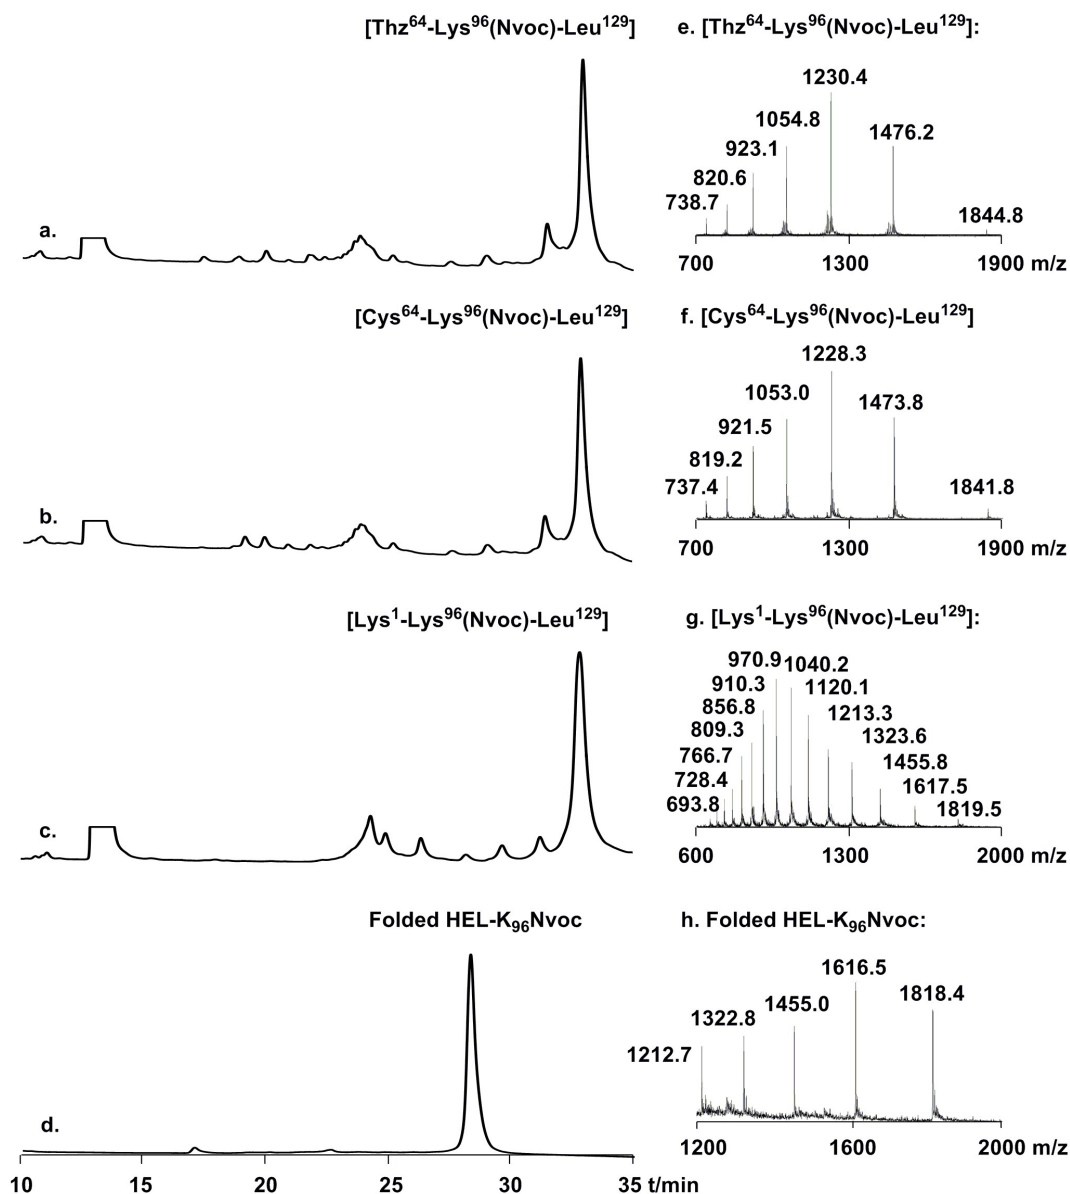 [Thz⁶⁴-Lys⁹⁶(Nvoc)-Leu¹²⁹]
a.
e. [Thz⁶⁴-Lys⁹⁶(Nvoc)-Leu¹²⁹]:
1230.4
1054.8
1476.2
923.1
820.6
738.7
1844.8
700 1300 1900 m/z
[Cys⁶⁴-Lys⁹⁶(Nvoc)-Leu¹²⁹]
b.
f. [Cys⁶⁴-Lys⁹⁶(Nvoc)-Leu¹²⁹]
1228.3
1053.0
1473.8
921.5
819.2
737.4
1841.8
700 1300 1900 m/z
[Lys¹-Lys⁹⁶(Nvoc)-Leu¹²⁹]
c.
g. [Lys¹-Lys⁹⁶(Nvoc)-Leu¹²⁹]:
970.9 1040.2
910.3 1120.1
856.8 1213.3
809.3 1323.6
766.7 1455.8
728.4 1617.5
693.8 1819.5
600 1300 2000 m/z
Folded HEL-K₉₆Nvoc
d.
10 15 20 25 30 35 t/min
h. Folded HEL-K₉₆Nvoc:
1616.5
1818.4
1455.0
1322.8
1212.7
1200 1600 2000 m/z